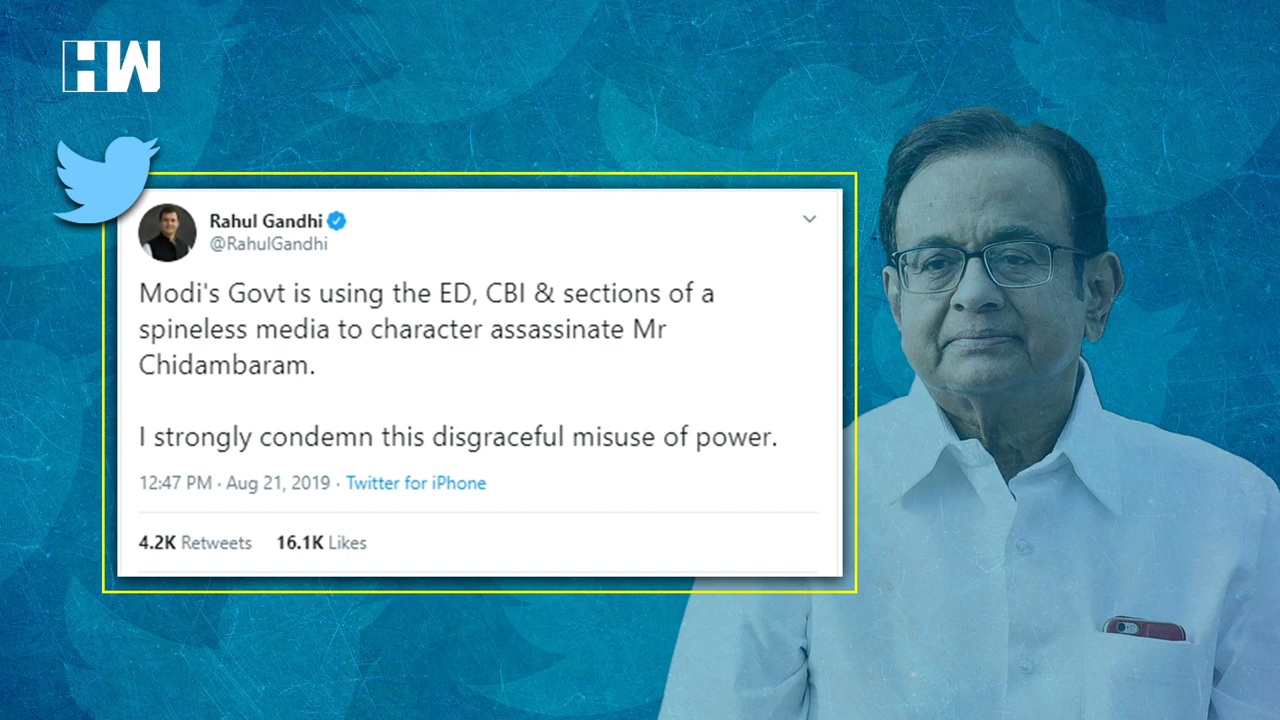 HW
Rahul Gandhi
@RahulGandhi
Modi's Govt is using the ED, CBI & sections of a
spineless media to character assassinate Mr
Chidambaram.
I strongly condemn this disgraceful misuse of power.
12:47 PM · Aug 21, 2019 · Twitter for iPhone
4.2K Retweets 16.1K Likes